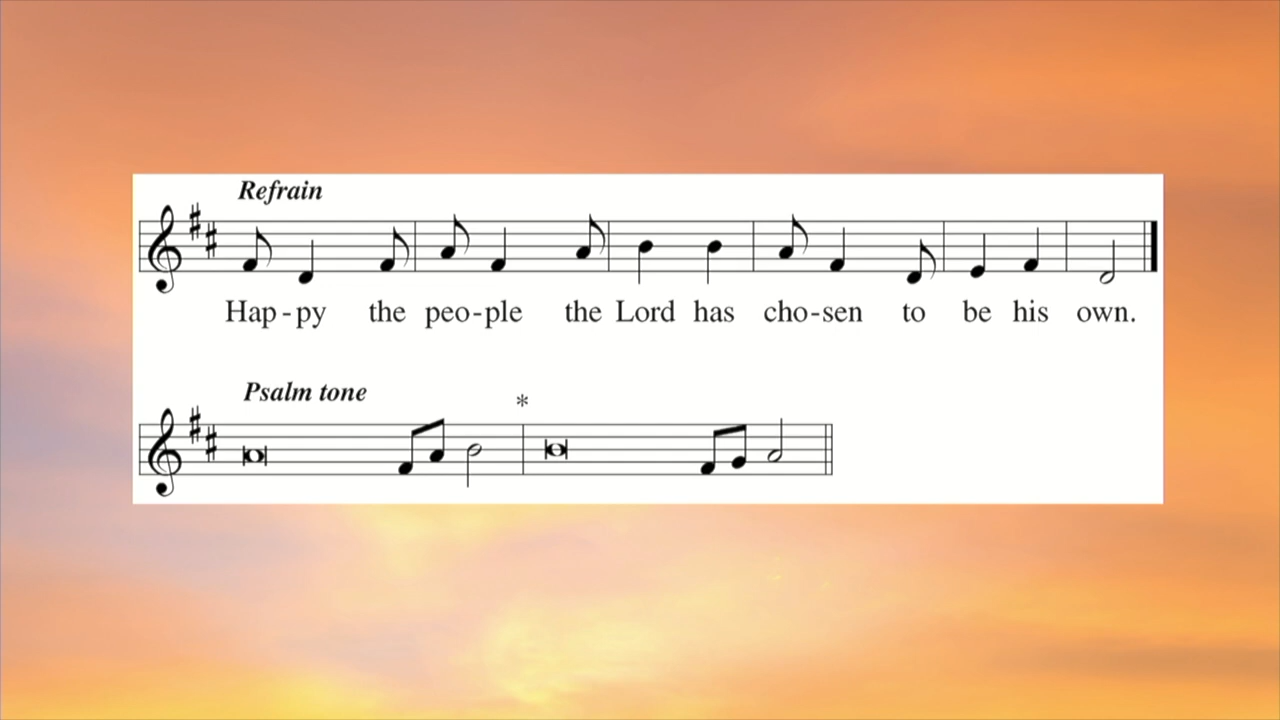 Refrain
Hap - py the peo - ple the Lord has cho - sen to be his own.
Psalm tone
*